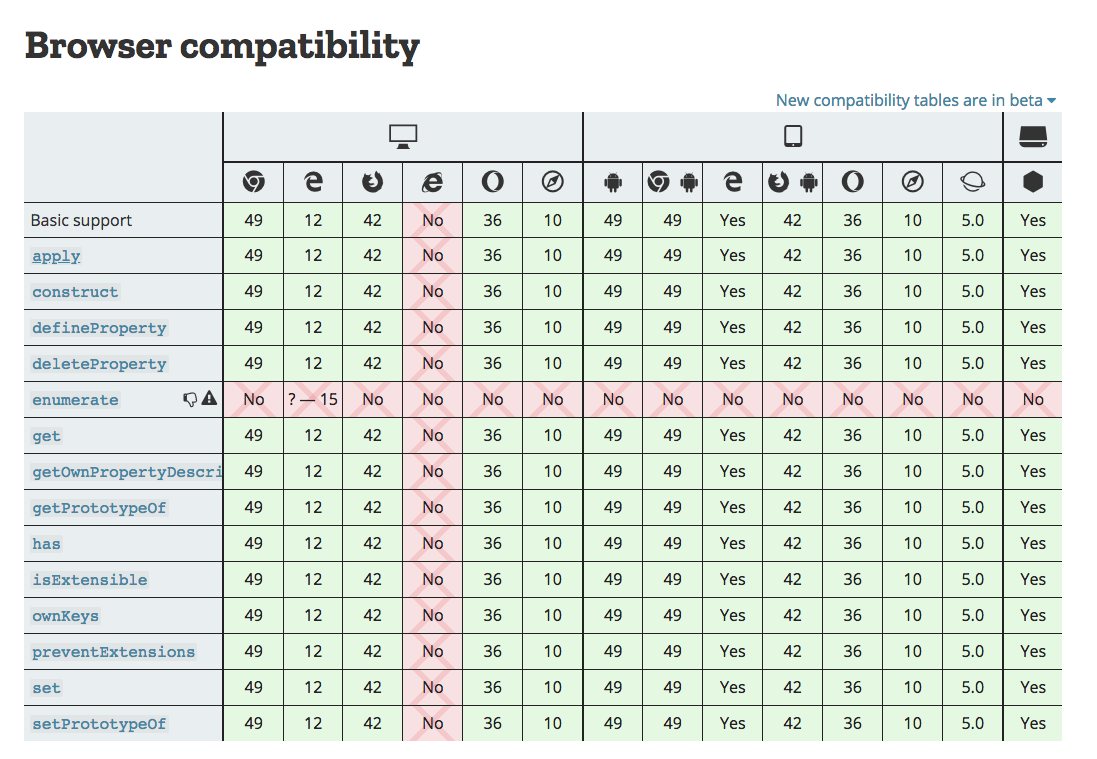 Browser compatibility
New compatibility tables are in beta
Basic support 49 12 42 No 36 10 49 49 Yes 42 36 10 5.0 Yes
apply 49 12 42 No 36 10 49 49 Yes 42 36 10 5.0 Yes
construct 49 12 42 No 36 10 49 49 Yes 42 36 10 5.0 Yes
defineProperty 49 12 42 No 36 10 49 49 Yes 42 36 10 5.0 Yes
deleteProperty 49 12 42 No 36 10 49 49 Yes 42 36 10 5.0 Yes
enumerate No ? — 15 No No No No No No No No No No No No
get 49 12 42 No 36 10 49 49 Yes 42 36 10 5.0 Yes
getOwnPropertyDescri 49 12 42 No 36 10 49 49 Yes 42 36 10 5.0 Yes
getPrototypeOf 49 12 42 No 36 10 49 49 Yes 42 36 10 5.0 Yes
has 49 12 42 No 36 10 49 49 Yes 42 36 10 5.0 Yes
isExtensible 49 12 42 No 36 10 49 49 Yes 42 36 10 5.0 Yes
ownKeys 49 12 42 No 36 10 49 49 Yes 42 36 10 5.0 Yes
preventExtensions 49 12 42 No 36 10 49 49 Yes 42 36 10 5.0 Yes
set 49 12 42 No 36 10 49 49 Yes 42 36 10 5.0 Yes
setPrototypeOf 49 12 42 No 36 10 49 49 Yes 42 36 10 5.0 Yes